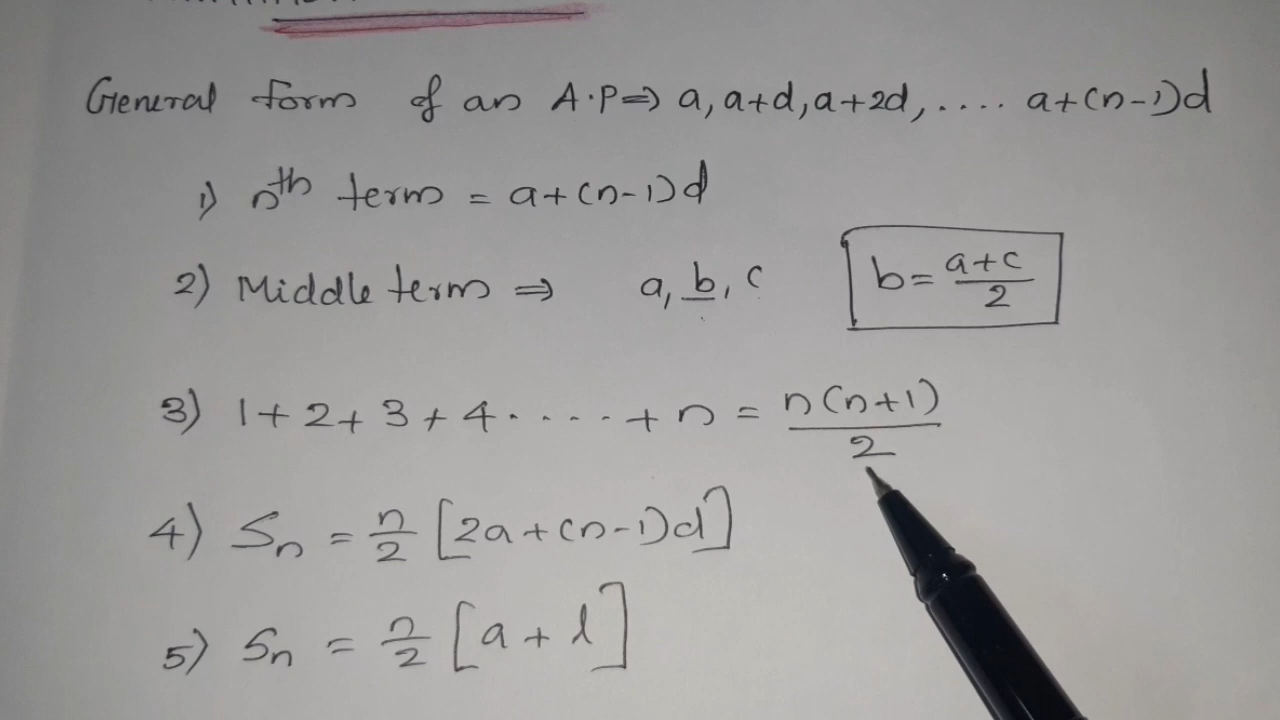 General form of an A.P⇒ a, a+d, a+2d, .... a+(n-1)d
1) nth term = a+(n-1)d
2) Middle term ⇒ a, b, c b= a+c/2
3) 1+2+3+4.....+n = n(n+1)/2
4) Sn = n/2 [2a+(n-1)d]
5) Sn = n/2 [a+l]